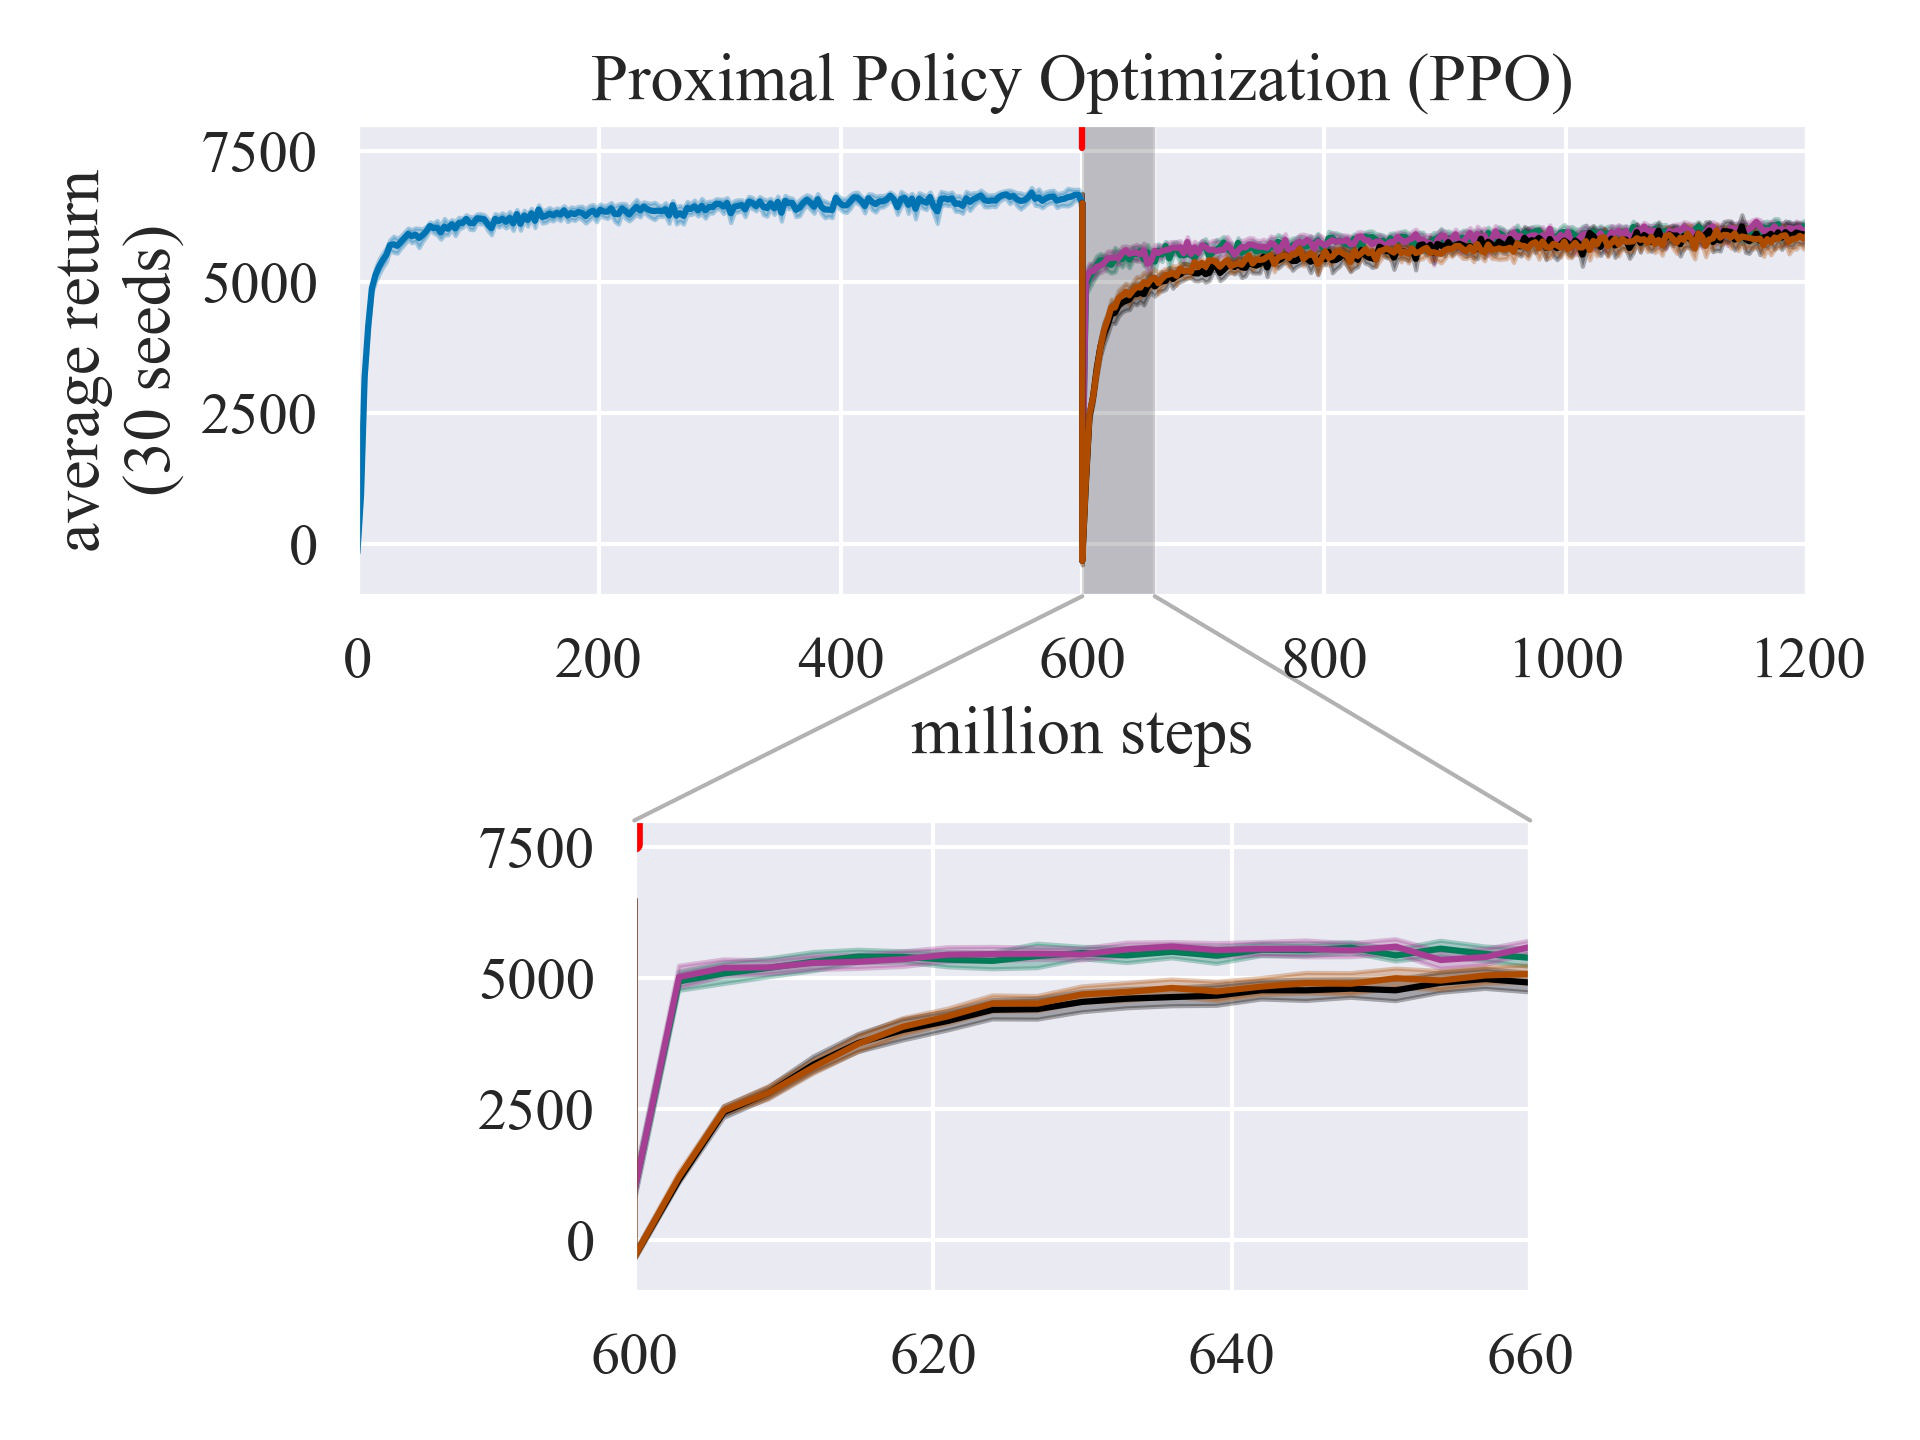 Proximal Policy Optimization (PPO)
average return
(30 seeds)
7500
5000
2500
0
0 200 400 600 800 1000 1200
million steps
7500
5000
2500
0
600 620 640 660